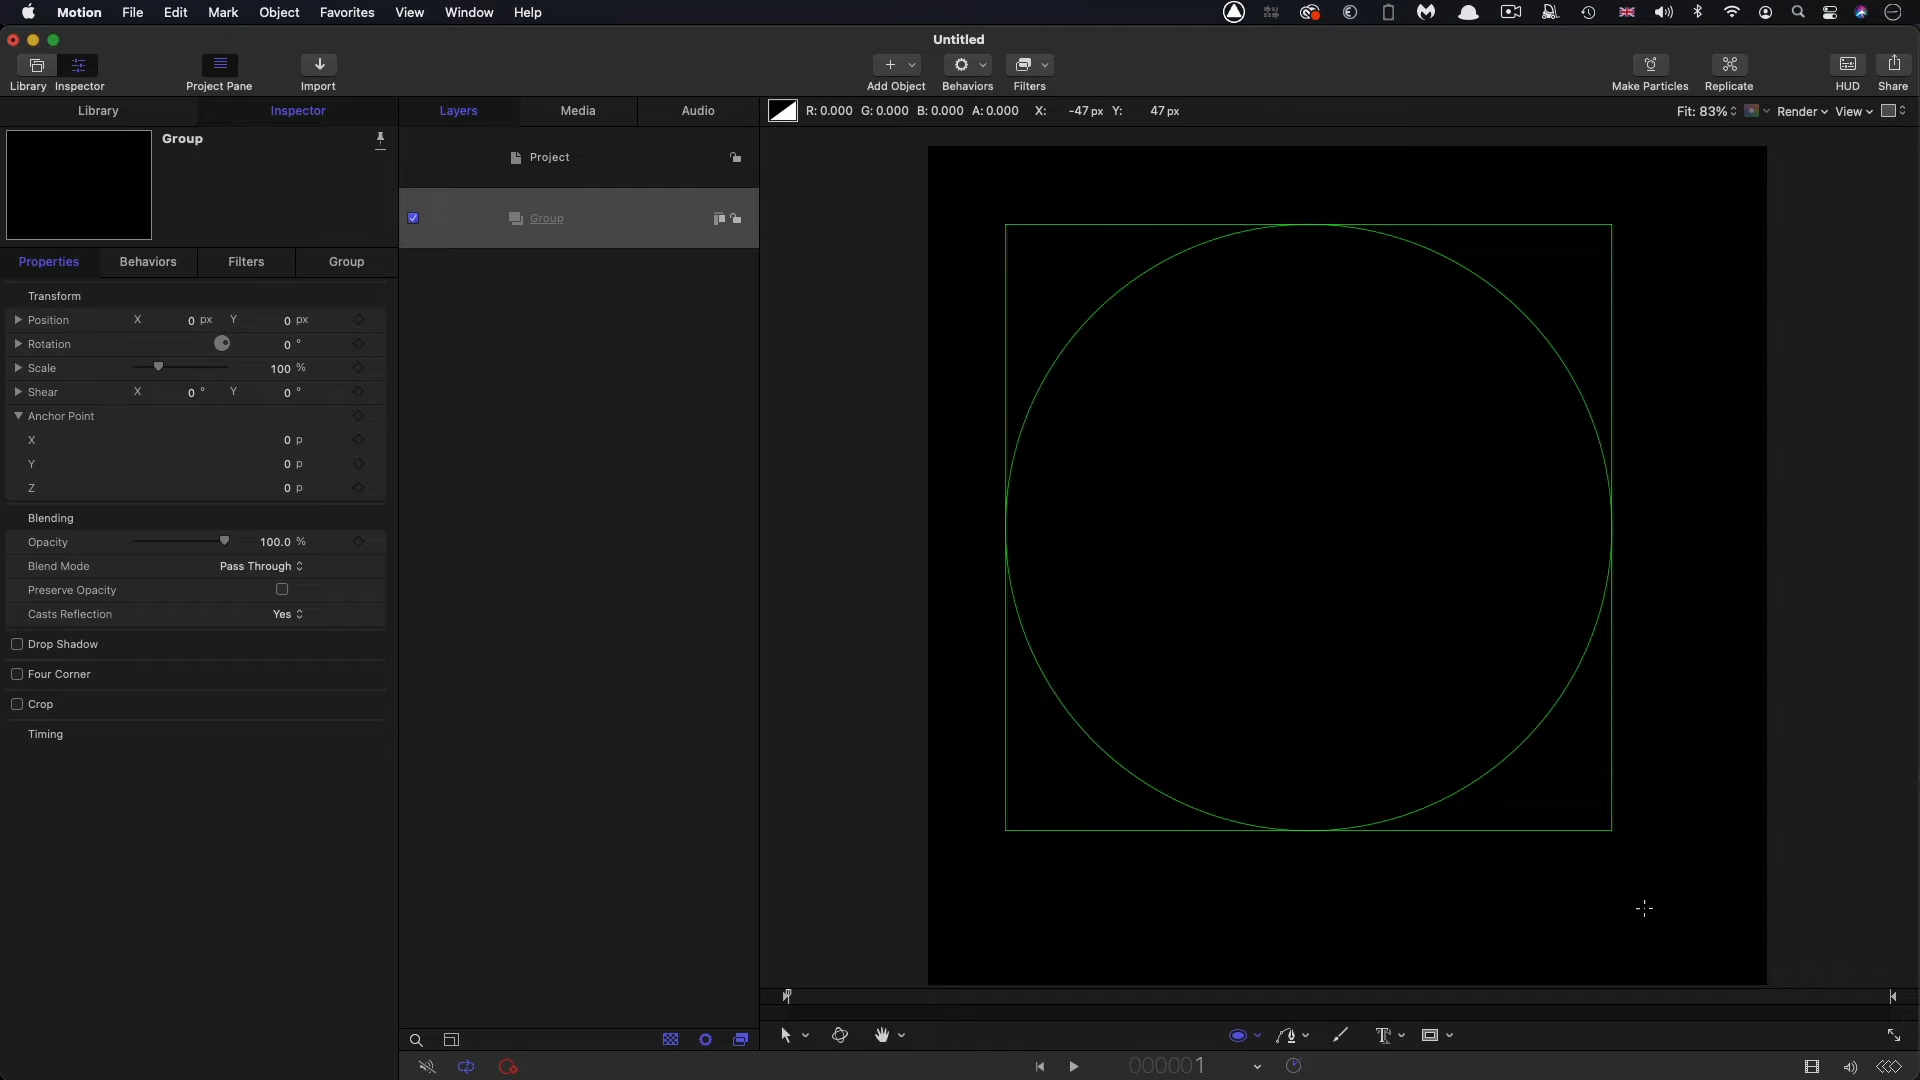 Motion File Edit Mark Object Favorites View Window Help
Untitled
Library Inspector Project Pane Import Add Object Behaviors Filters Make Particles Replicate HUD Share
Library Inspector Layers Media Audio R: 0.000 G: 0.000 B: 0.000 A: 0.000 X: -47 px Y: 47 px Fit: 83% Render View
Group
Project
Group
Properties Behaviors Filters Group
Transform
Position X 0 px Y 0 px
Rotation 0 °
Scale 100 %
Shear X 0 ° Y 0 °
Anchor Point
X 0 p
Y 0 p
Z 0 p
Blending
Opacity 100.0 %
Blend Mode Pass Through
Preserve Opacity
Casts Reflection Yes
Drop Shadow
Four Corner
Crop
Timing
T
000001